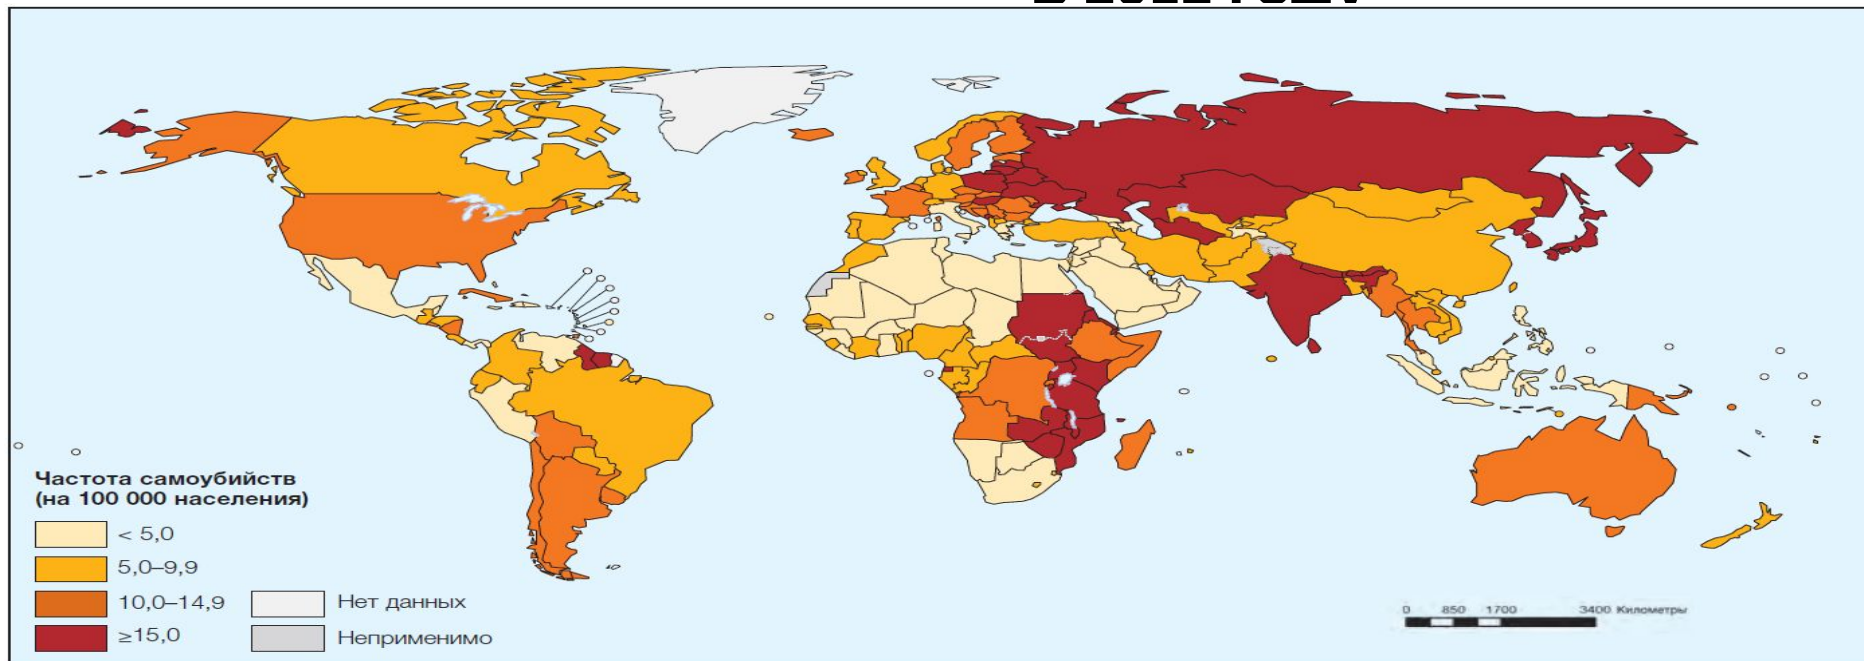 Частота самоубийств
(на 100 000 населения)
< 5,0
5,0–9,9
10,0–14,9
≥15,0
Нет данных
Неприменимо
0 850 1700 3400 Километры